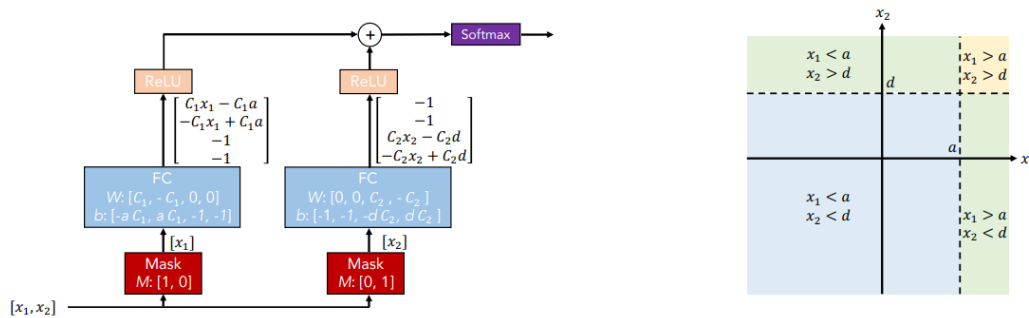 Softmax
+
ReLU
ReLU
C₁x₁ − C₁a
−C₁x₁ + C₁a
−1
−1
−1
−1
C₂x₂ − C₂d
−C₂x₂ + C₂d
FC
W: [C₁, - C₁, 0, 0]
b: [-a C₁, a C₁, -1, -1]
FC
W: [0, 0, C₂ , - C₂ ]
b: [-1, -1, -d C₂, d C₂ ]
[x₁]
[x₂]
Mask
M: [1, 0]
Mask
M: [0, 1]
[x₁, x₂]
x₂
x₁ < a
x₂ > d
x₁ > a
x₂ > d
d
a
x
x₁ < a
x₂ < d
x₁ > a
x₂ < d